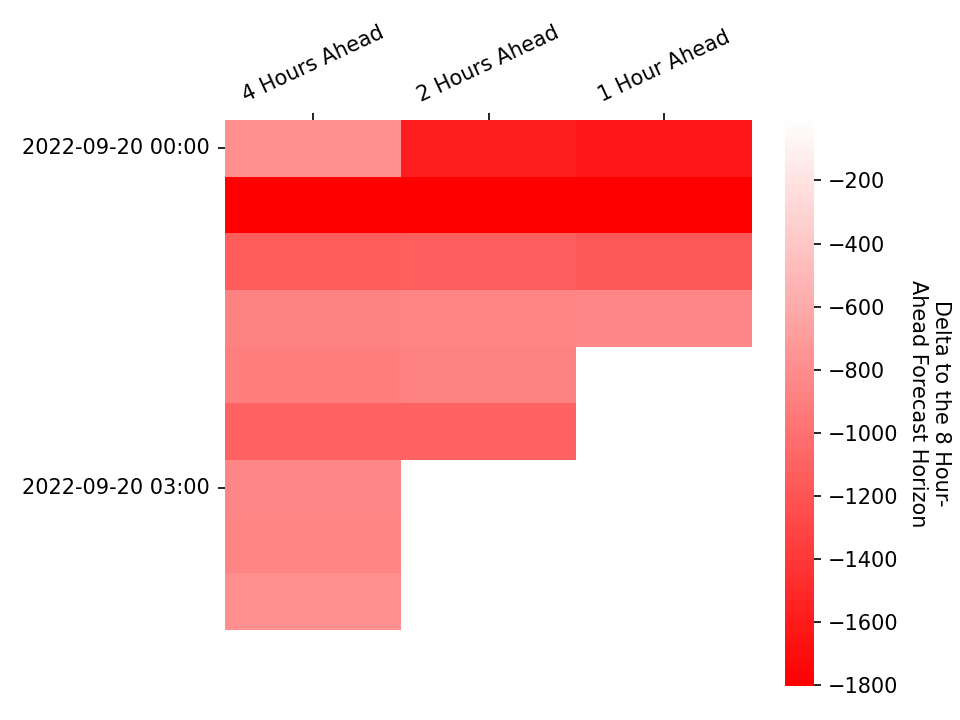 4 Hours Ahead
2 Hours Ahead
1 Hour Ahead
2022-09-20 00:00
2022-09-20 03:00
−200
−400
−600
−800
−1000
−1200
−1400
−1600
−1800
Delta to the 8 Hour-
Ahead Forecast Horizon